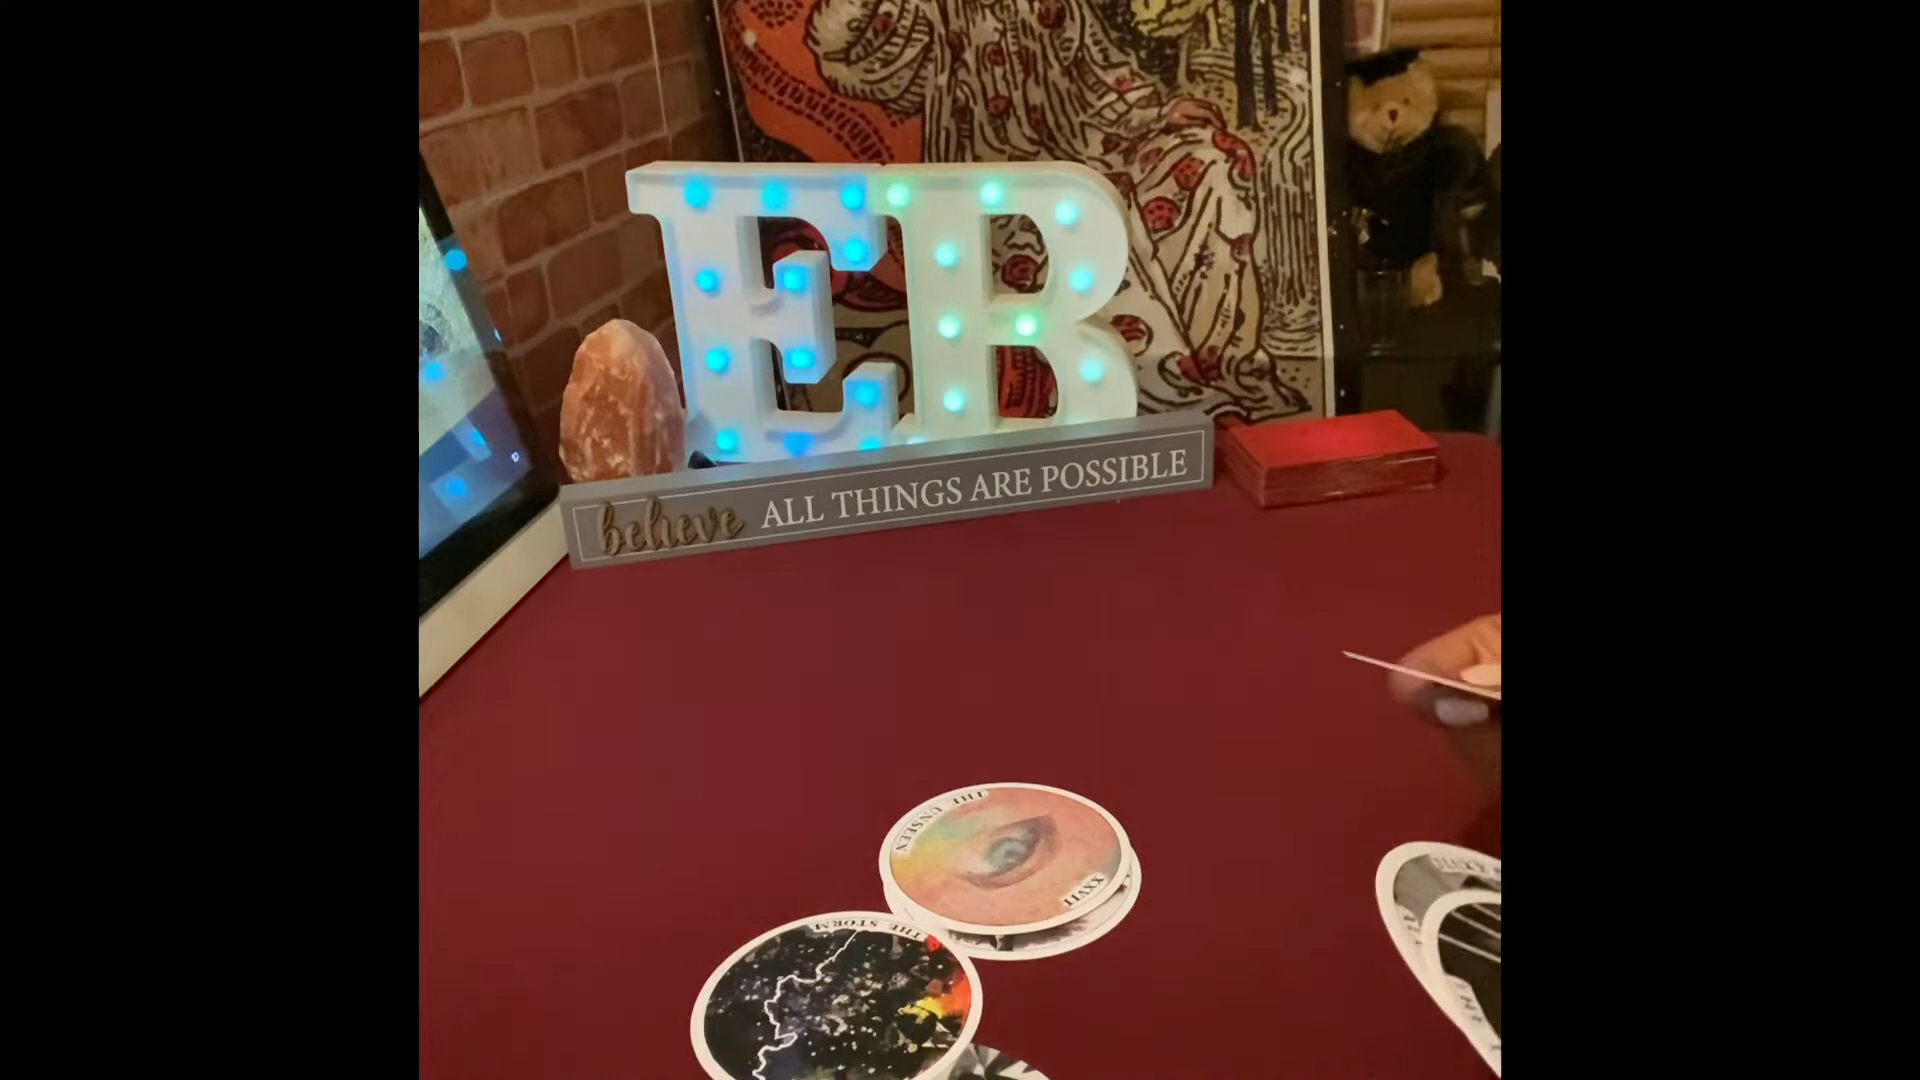 EB
believe ALL THINGS ARE POSSIBLE
THE UNSEEN
XXVII
THE STORM